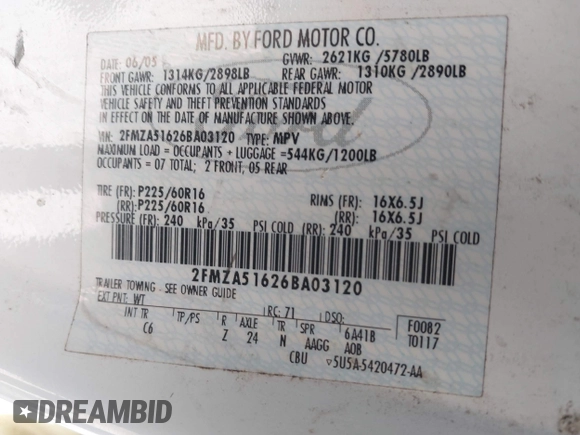 MFD. BY FORD MOTOR CO.
DATE: 06/05 GVWR: 2621KG /5780LB
FRONT GAWR: 1314KG/2898LB REAR GAWR: 1310KG /2890LB
THIS VEHICLE CONFORMS TO ALL APPLICABLE FEDERAL MOTOR
VEHICLE SAFETY AND THEFT PREVENTION STANDARDS
IN EFFECT ON THE DATE OF MANUFACTURE SHOWN ABOVE.
VIN: 2FMZA51626BA03120 TYPE: MPV
MAXIMUM LOAD = OCCUPANTS + LUGGAGE = 544KG/1200LB
OCCUPANTS = 07 TOTAL; 2 FRONT, 05 REAR
Ford
TIRE (FR): P225/60R16 RIMS (FR): 16X6.5J
(RR): P225/60R16 (RR): 16X6.5J
PRESSURE (FR) 240 kPa/35 PSI COLD (RR) 240 kPa/35 PSI COLD
2FMZA51626BA03120
TRAILER TOWING - SEE OWNER GUIDE
EXT PNT: WT RC: 71 DSO:
INT TR TP/PS R AXLE TR SPR 6A41B F0082
C6 Z 24 N AAGG AOB T0117
CBU ▽5U5A-5420472-AA
DREAMBID